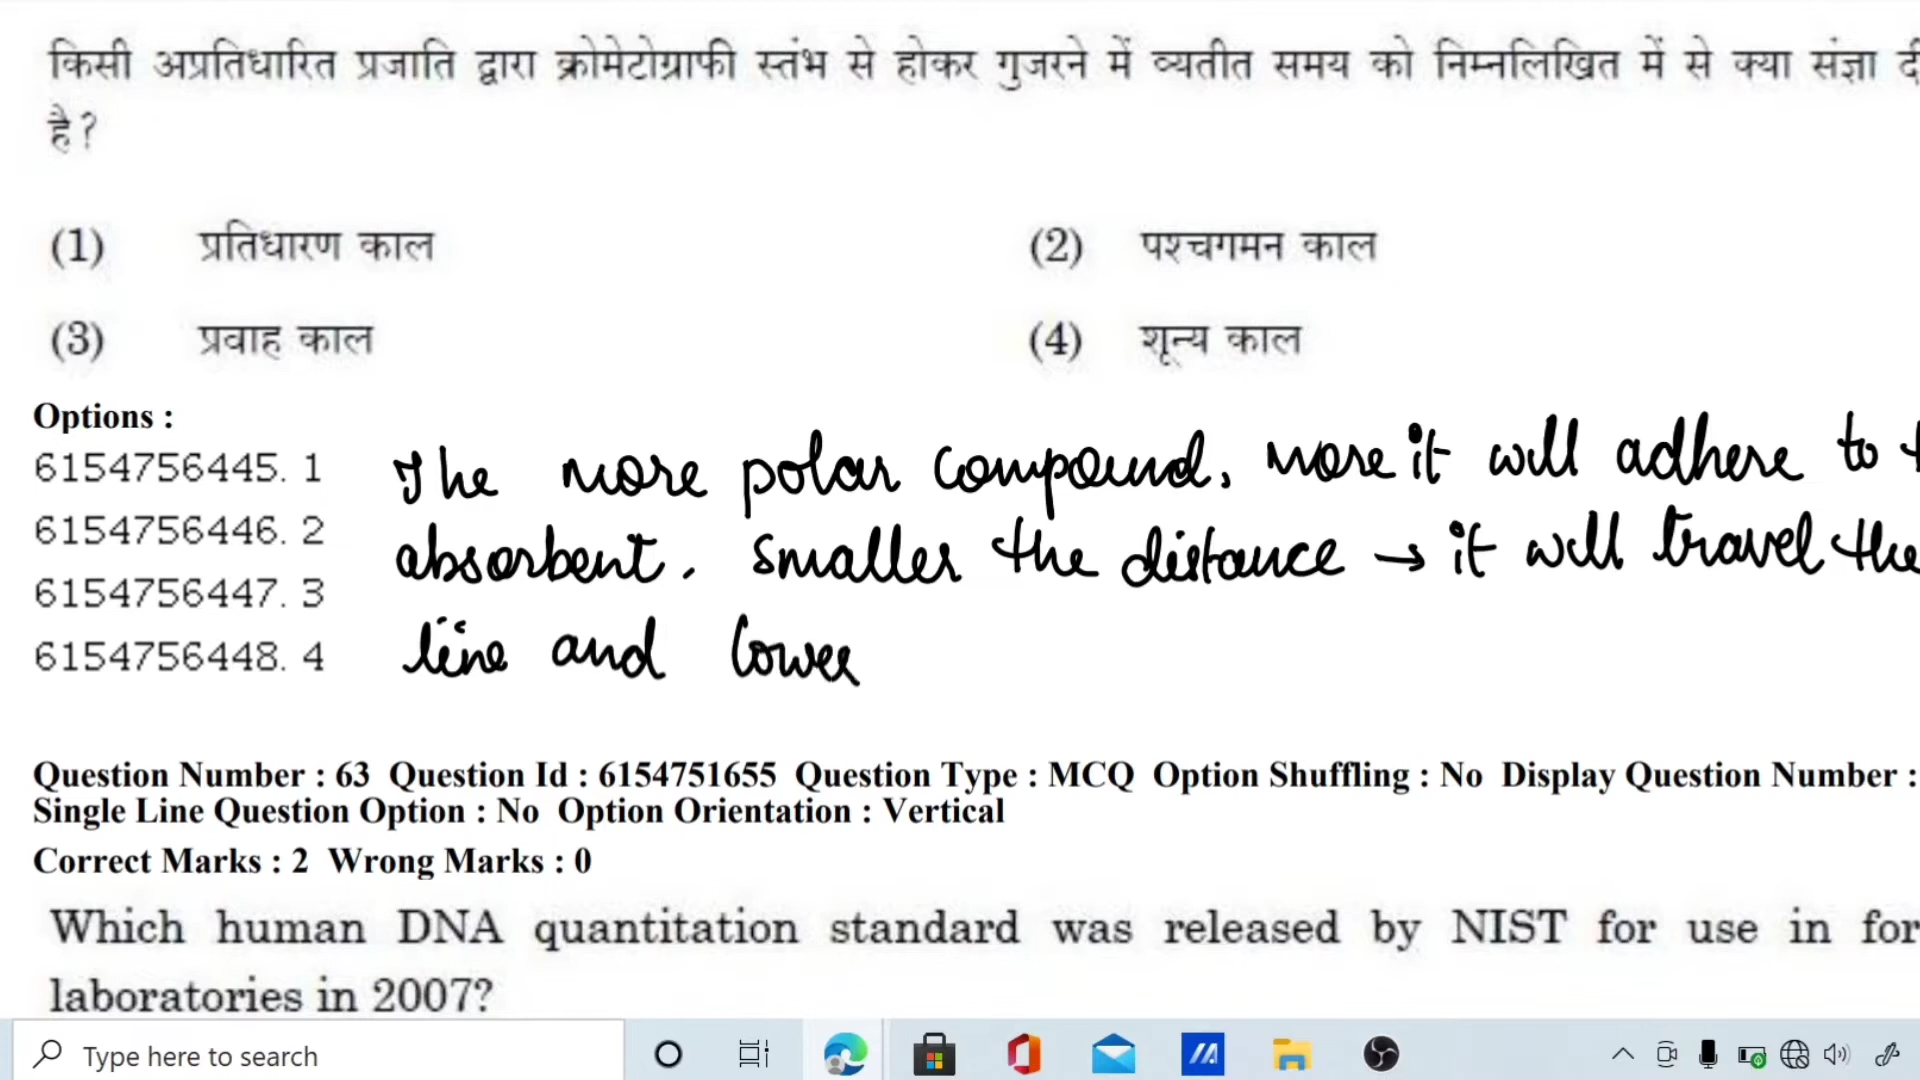 किसी अप्रतिधारित प्रजाति द्वारा क्रोमेटोग्राफी स्तंभ से होकर गुजरने में व्यतीत समय को निम्नलिखित में से क्या संज्ञा दी
है?
(1) प्रतिधारण काल (2) पश्चगमन काल
(3) प्रवाह काल (4) शून्य काल
Options :
6154756445. 1
6154756446. 2
6154756447. 3
6154756448. 4
The more polar compound, more it will adhere to
absorbent. Smaller the distance → it will travel the
line and lower
Question Number : 63 Question Id : 6154751655 Question Type : MCQ Option Shuffling : No Display Question Number :
Single Line Question Option : No Option Orientation : Vertical
Correct Marks : 2 Wrong Marks : 0
Which human DNA quantitation standard was released by NIST for use in for
laboratories in 2007?
Type here to search